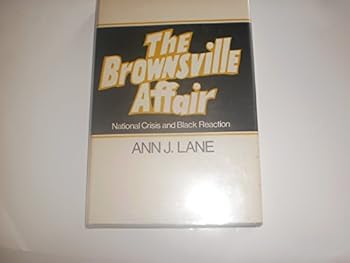 The
Brownsville
Affair
National Crisis and Black Reaction
ANN J. LANE